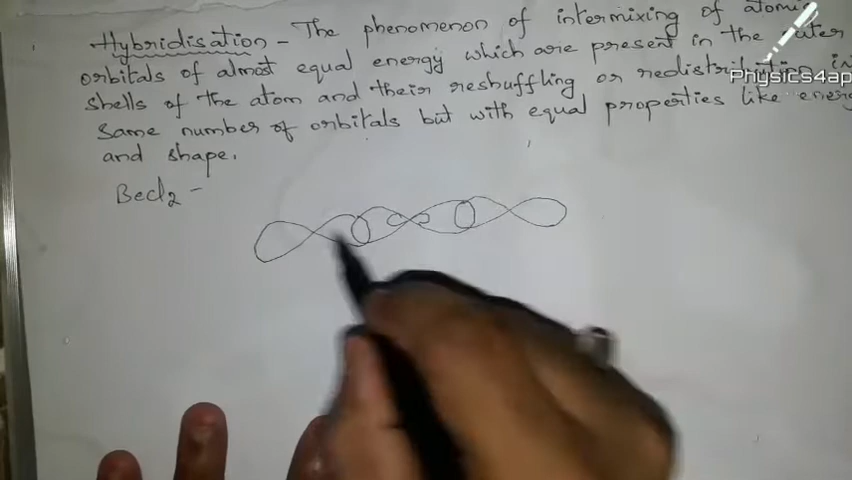 Hybridisation - The phenomenon of intermixing of atomic
orbitals of almost equal energy which are present in the outer
shells of the atom and their reshuffling or redistribution in
same number of orbitals but with equal properties like energy
and shape.
Becl2 -
Physics4ap